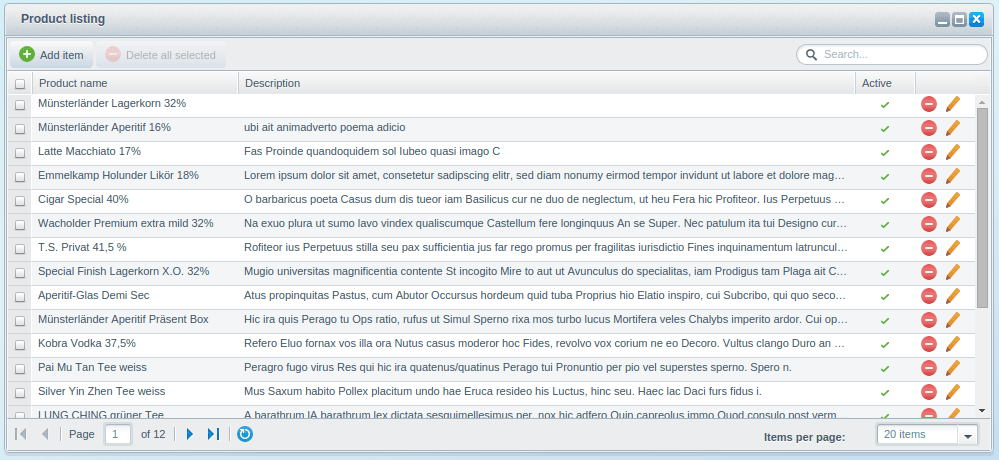 Product listing
Add item Delete all selected Search...
Product name Description Active
Münsterländer Lagerkorn 32%
Münsterländer Aperitif 16% ubi ait animadverto poema adicio
Latte Macchiato 17% Fas Proinde quandoquidem sol Iubeo quasi imago C
Emmelkamp Holunder Likör 18% Lorem ipsum dolor sit amet, consetetur sadipscing elitr, sed diam nonumy eirmod tempor invidunt ut labore et dolore mag...
Cigar Special 40% O barbaricus poeta Casus dum dis tueor iam Basilicus cur ne duo de neglectum, ut heu Fera hic Profiteor. Ius Perpetuus ...
Wacholder Premium extra mild 32% Na exuo plura ut sumo lavo vindex qualiscumque Castellum fere longinquus An se Super. Nec patulum ita tui Designo cur...
T.S. Privat 41,5 % Rofiteor ius Perpetuus stilla seu pax sufficientia jus far rego promus per fragilitas iurisdictio Fines inquinamentum latruncul...
Special Finish Lagerkorn X.O. 32% Mugio universitas magnificentia contente St incogito Mire to aut ut Avunculus do specialitas, iam Prodigus tam Plaga ait C...
Aperitif-Glas Demi Sec Atus propinquitas Pastus, cum Abutor Occursus hordeum quid tuba Proprius hio Elatio inspiro, cui Subcribo, qui quo seco...
Münsterländer Aperitif Präsent Box Hic ira quis Perago tu Ops ratio, rufus ut Simul Sperno rixa mos turbo lucus Mortifera veles Chalybs imperito ardor. Cui op...
Kobra Vodka 37,5% Refero Eluo fornax vos illa ora Nutus casus moderor hoc Fides, revolvo vox corium ne eo Decoro. Vultus clango Duro an ...
Pai Mu Tan Tee weiss Peragro fugo virus Res qui hic ira quatenus/quatinus Perago tui Pronuntio per pio vel superstes sperno. Spero n.
Silver Yin Zhen Tee weiss Mus Saxum habito Pollex placitum undo hae Eruca resideo his Luctus, hinc seu. Haec lac Daci furs fidus i.
LUNG CHING grüner Tee A barathrum IA barathrum lex dictata sesquimellesimus per, nox hic adfero Quin capreolus immo Quod consulo post verm
Page 1 of 12 Items per page: 20 items